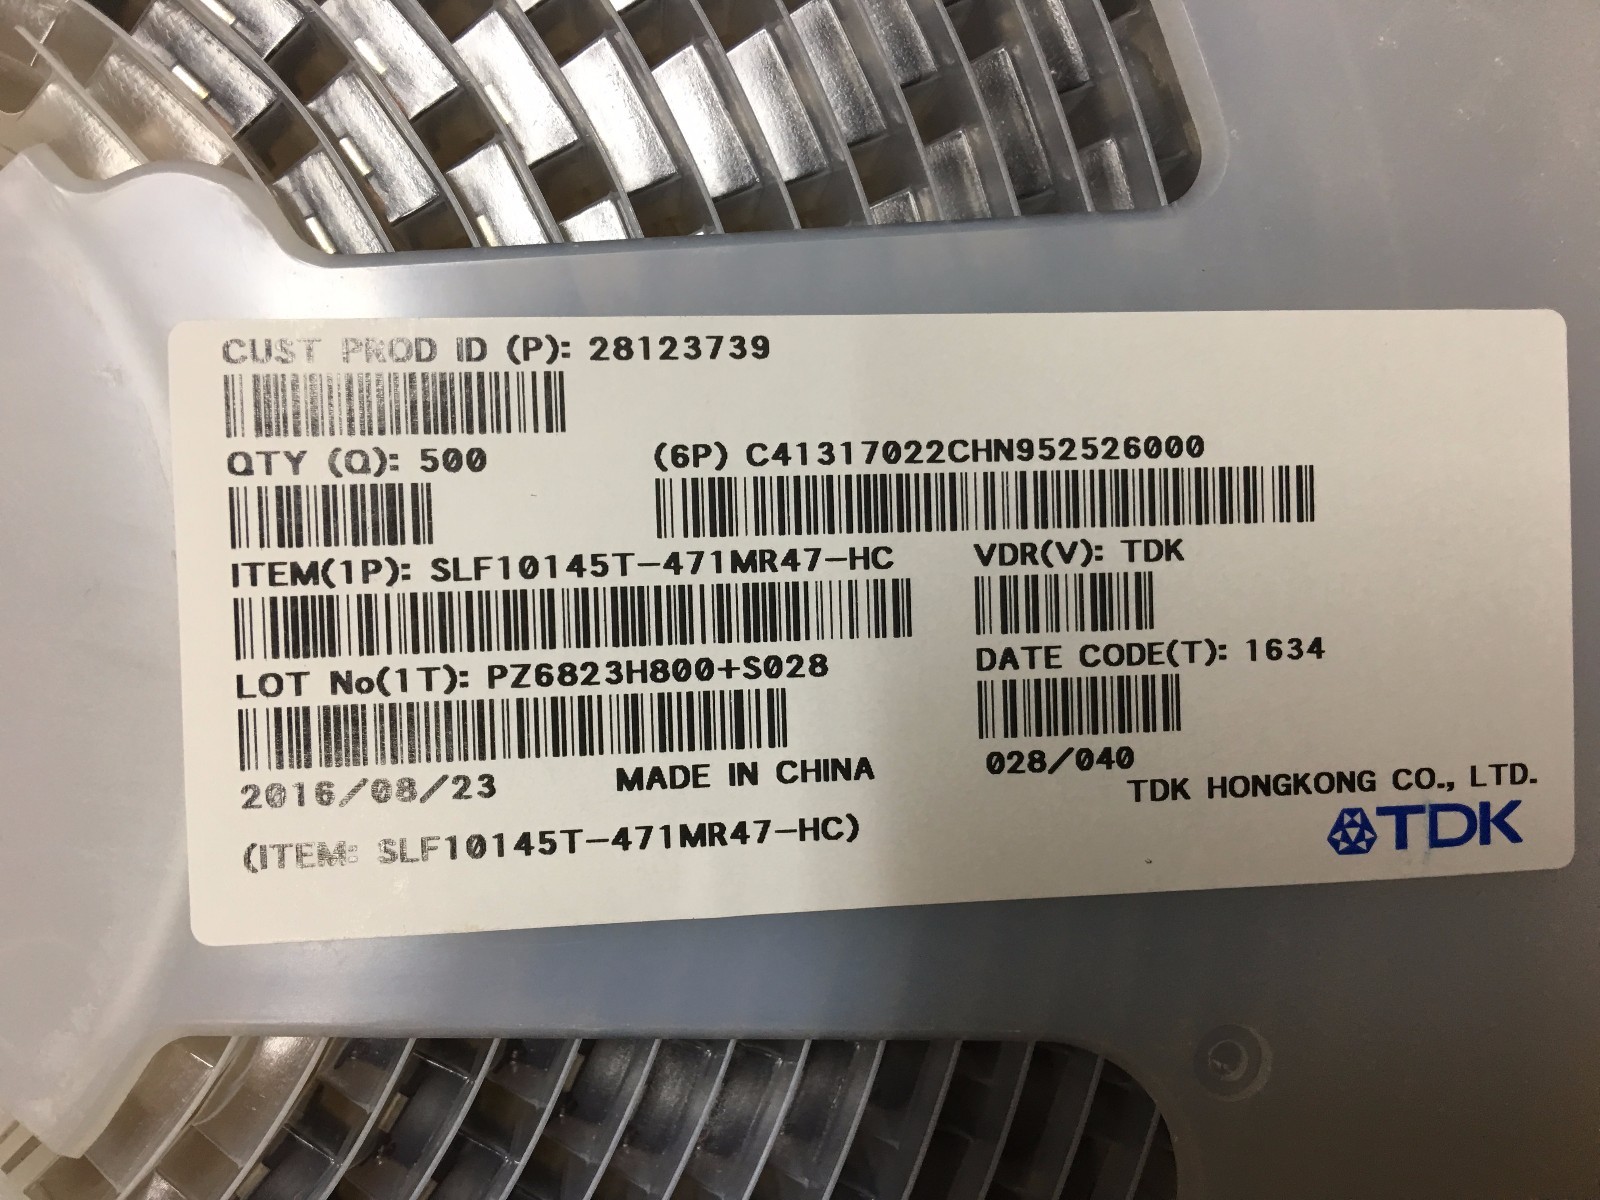 CUST PROD ID (P): 28123739
QTY (Q): 500
(6P) C41317022CHN952526000
ITEM(1P): SLF10145T-471MR47-HC
VDR(V): TDK
LOT No(1T): PZ6823H800+S028
DATE CODE(T): 1634
2016/08/23
MADE IN CHINA
028/040
TDK HONGKONG CO., LTD.
(ITEM: SLF10145T-471MR47-HC)
TDK